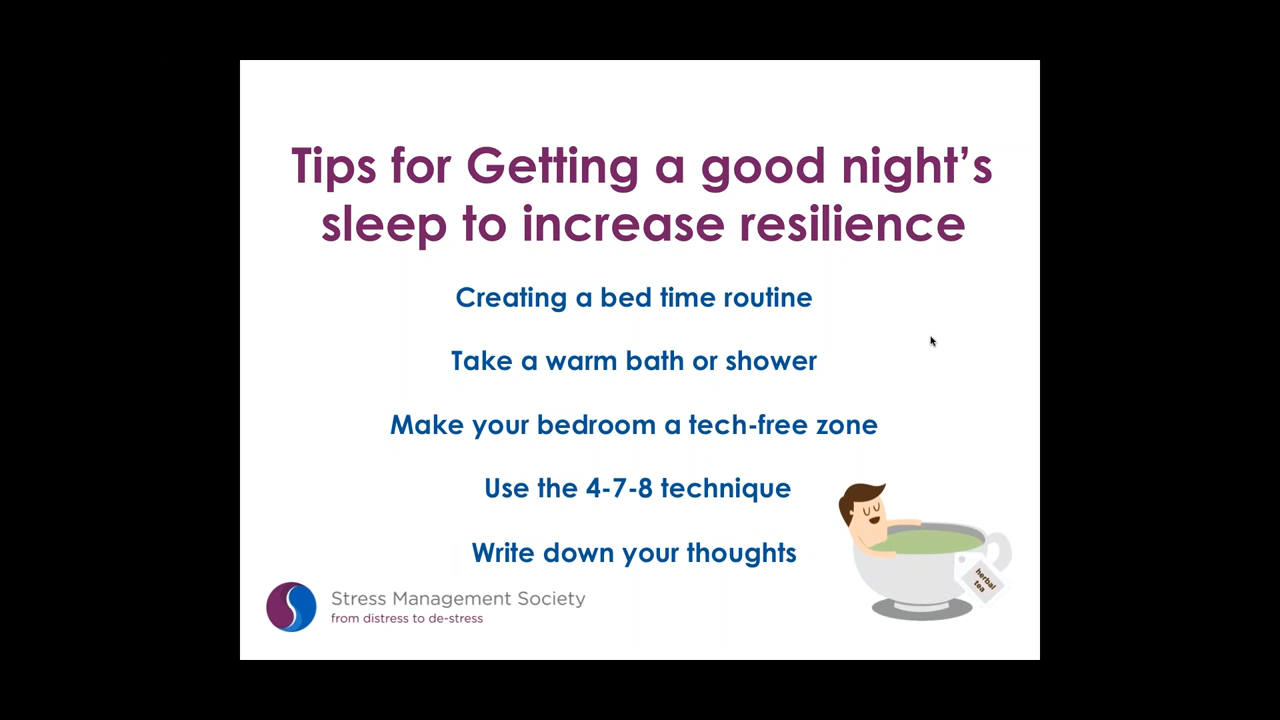 Tips for Getting a good night’s
sleep to increase resilience
Creating a bed time routine
Take a warm bath or shower
Make your bedroom a tech-free zone
Use the 4-7-8 technique
Write down your thoughts
herbal
tea
Stress Management Society
from distress to de-stress